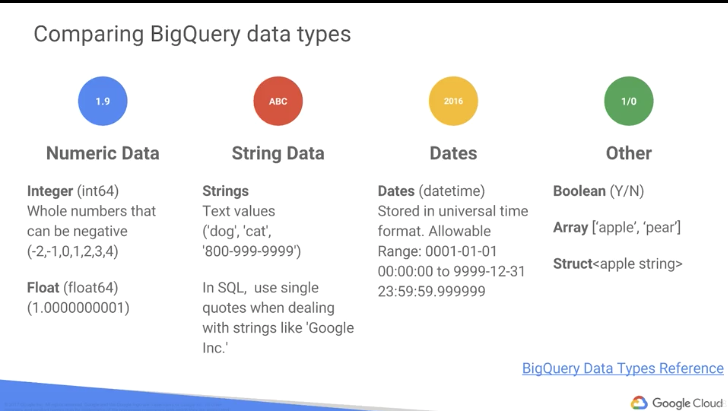 Comparing BigQuery data types
1.9
ABC
2016
1/0
Numeric Data
String Data
Dates
Other
Integer (int64)
Whole numbers that
can be negative
(-2,-1,0,1,2,3,4)
Float (float64)
(1.0000000001)
Strings
Text values
('dog', 'cat',
'800-999-9999')
In SQL, use single
quotes when dealing
with strings like 'Google
Inc.'
Dates (datetime)
Stored in universal time
format. Allowable
Range: 0001-01-01
00:00:00 to 9999-12-31
23:59:59.999999
Boolean (Y/N)
Array [‘apple’, ‘pear’]
Struct<apple string>
BigQuery Data Types Reference
Google Cloud